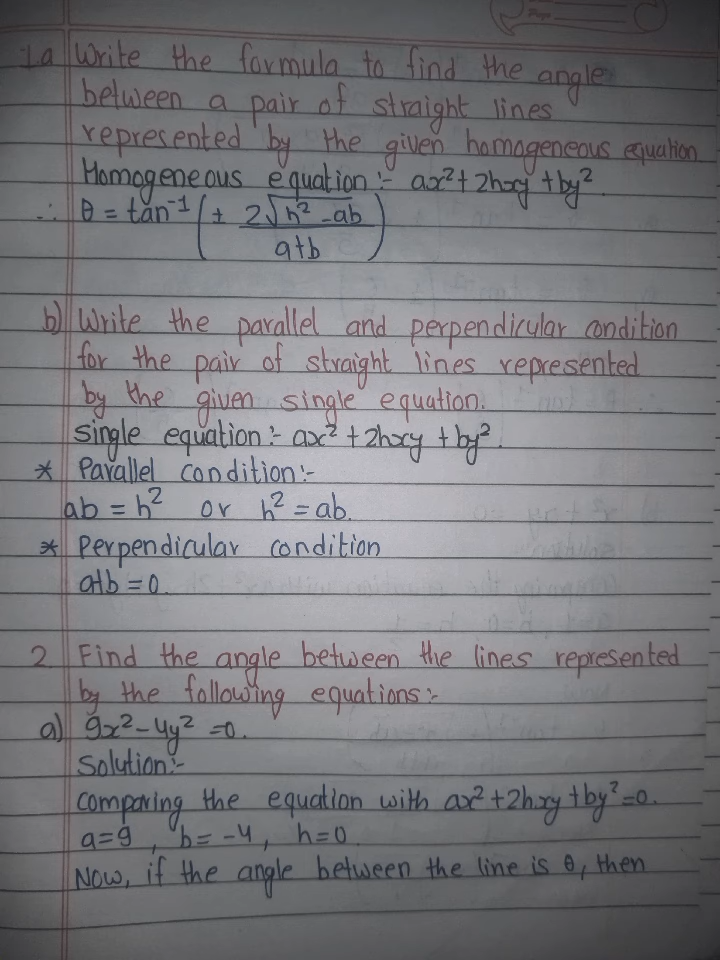 1.a Write the formula to find the angle
between a pair of straight lines
represented by the given homogeneous equation
Homogeneous equation :- ax² + 2hxy + by².
∴ θ = tan⁻¹ (± 2√h² - ab / a+b)
b) Write the parallel and perpendicular condition
for the pair of straight lines represented
by the given single equation.
single equation :- ax² + 2hxy + by².
* Parallel condition :-
ab = h² or h² = ab.
* Perpendicular condition
a+b = 0.
2 Find the angle between the lines represented
by the following equations :-
a) 9x² - 4y² = 0.
Solution :-
comparing the equation with ax² + 2hxy + by² = 0.
a = 9, b = -4, h = 0
Now, if the angle between the line is θ, then